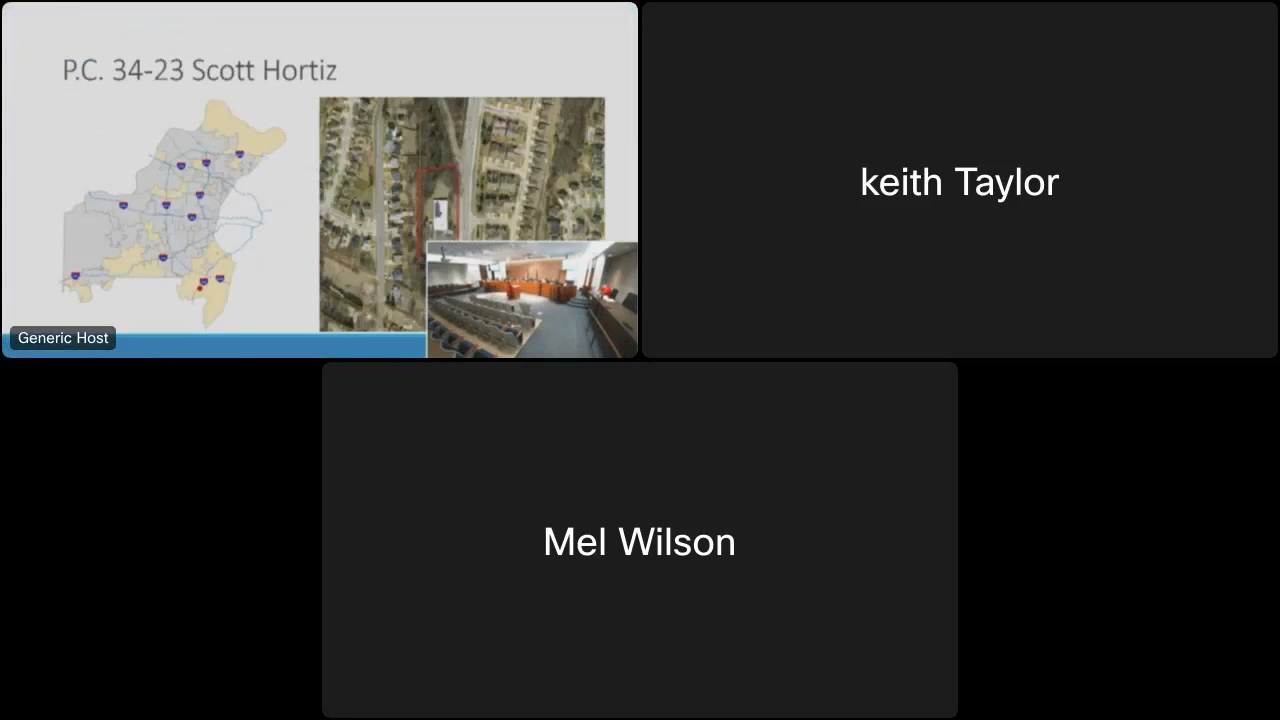 P.C. 34-23 Scott Hortiz
Generic Host
keith Taylor
Mel Wilson